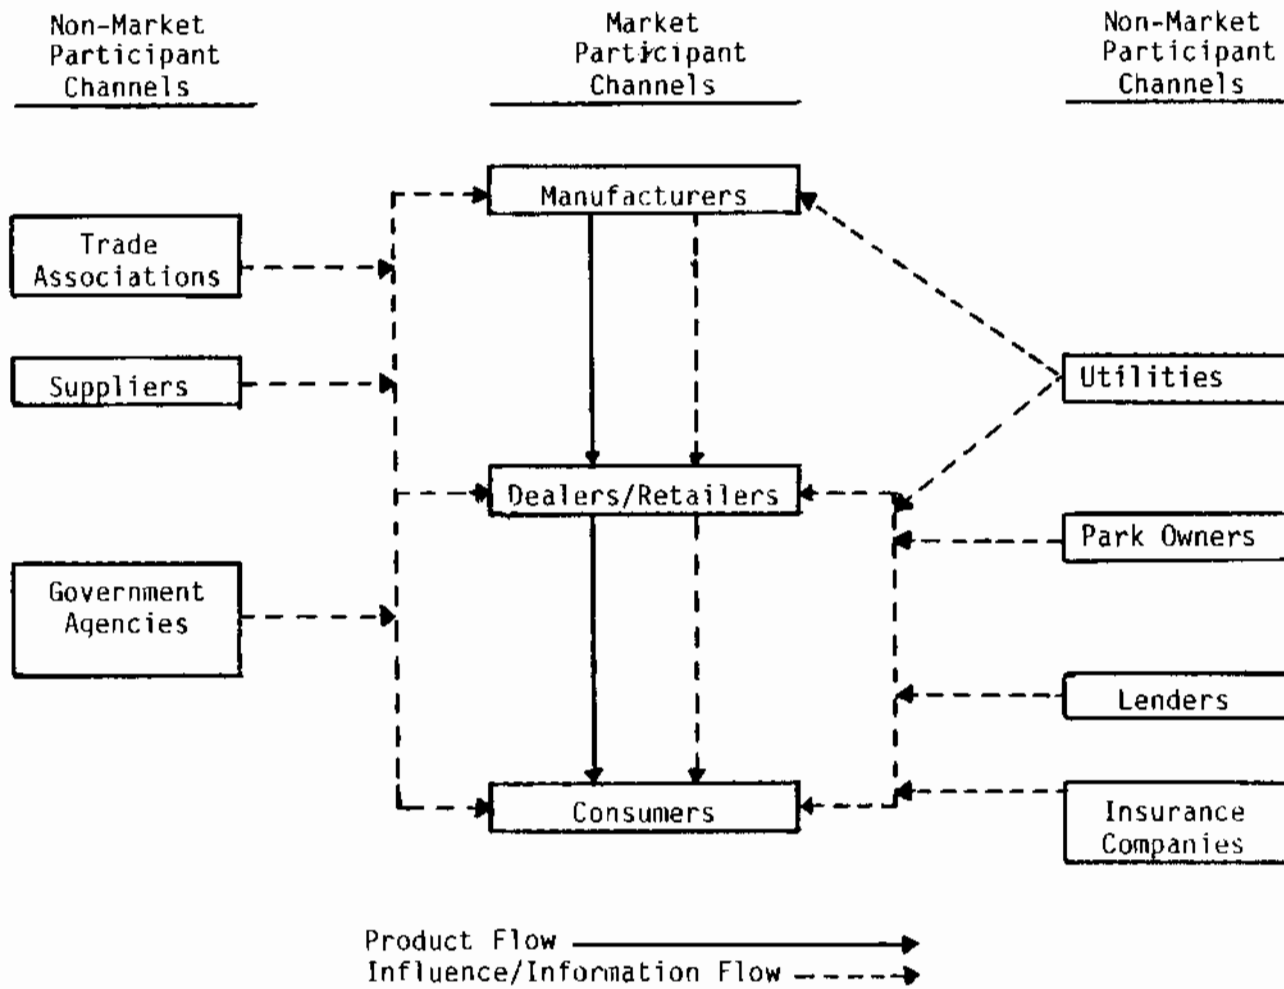 Non-Market
Participant
Channels
Market
Participant
Channels
Non-Market
Participant
Channels
Manufacturers
Trade
Associations
Suppliers
Utilities
Dealers/Retailers
Park Owners
Government
Agencies
Lenders
Consumers
Insurance
Companies
Product Flow
Influence/Information Flow